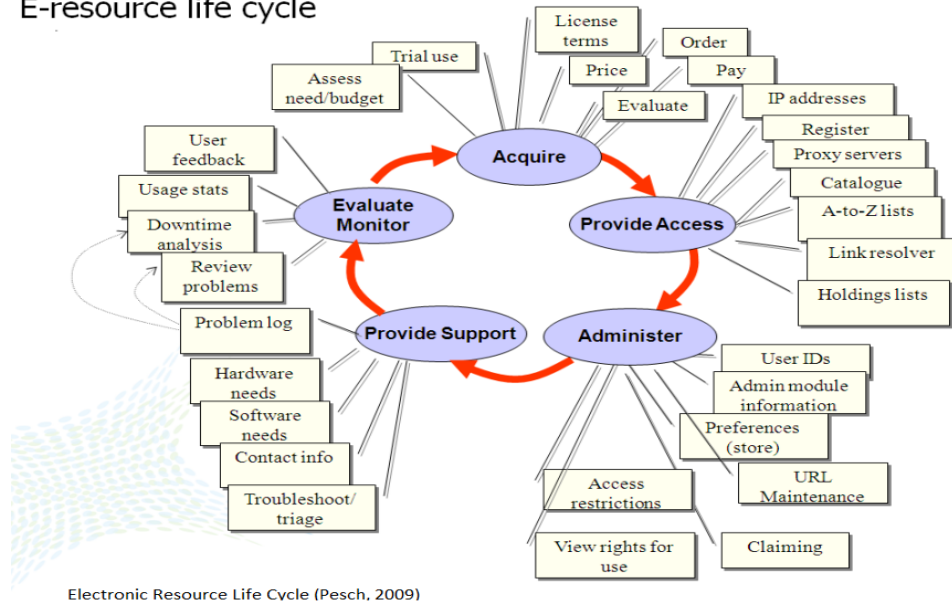 E-resource life cycle
License
terms
Order
Trial use
Price
Pay
Assess
need/budget
Evaluate
IP addresses
Register
Proxy servers
Catalogue
A-to-Z lists
Link resolver
Holdings lists
Acquire
Provide Access
Administer
Provide Support
Evaluate
Monitor
User
feedback
Usage stats
Downtime
analysis
Review
problems
Problem log
Hardware
needs
Software
needs
Contact info
Troubleshoot/
triage
User IDs
Admin module
information
Preferences
(store)
URL
Maintenance
Access
restrictions
View rights for
use
Claiming
Electronic Resource Life Cycle (Pesch, 2009)